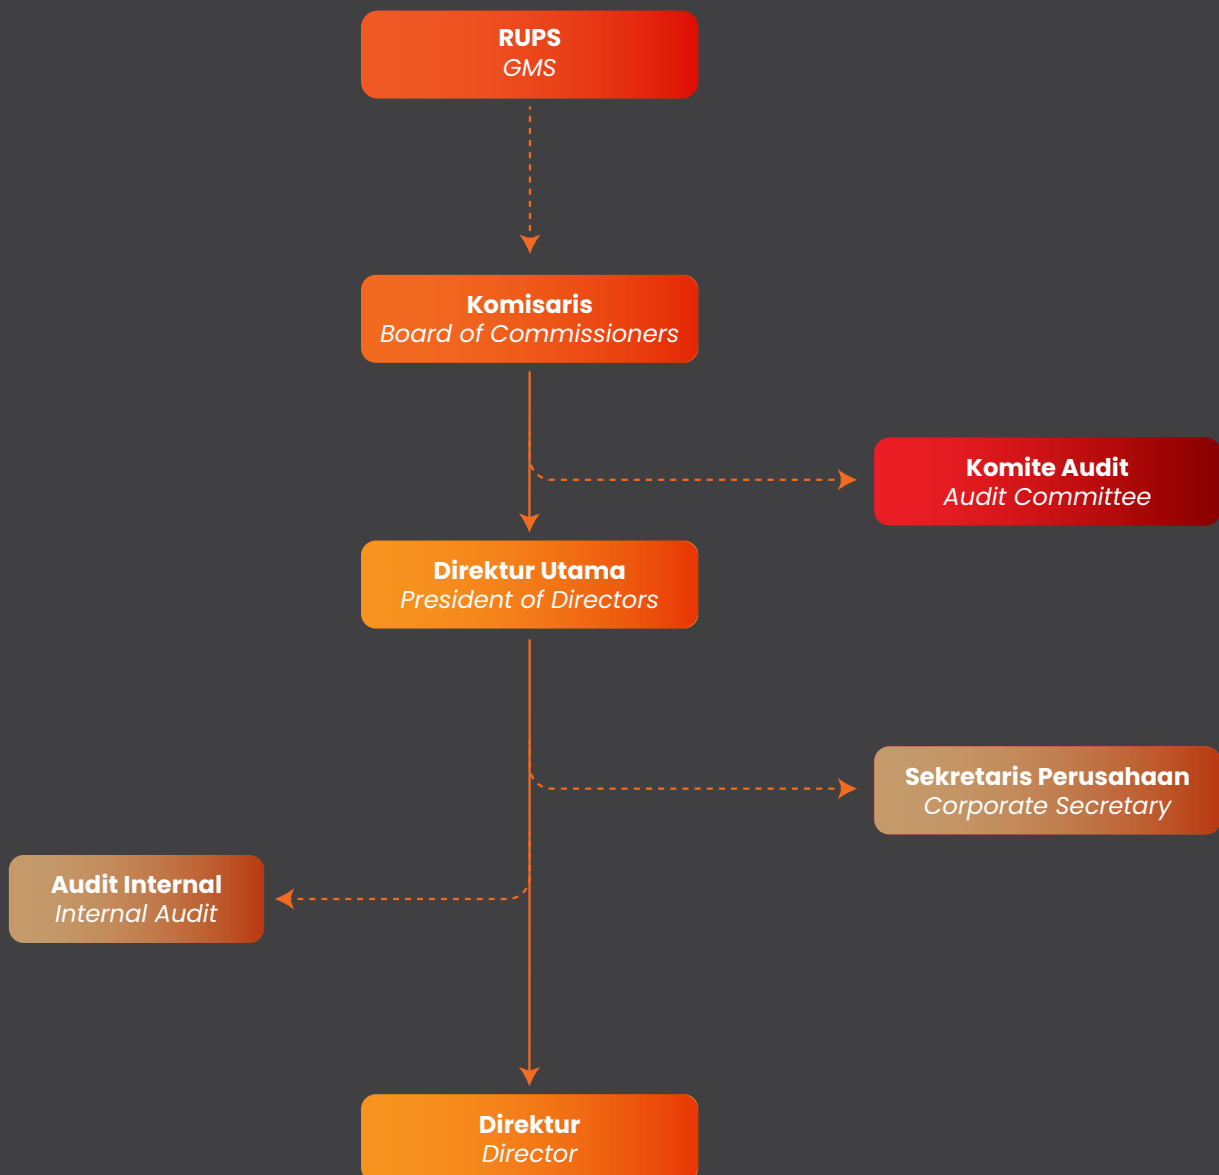 RUPS
GMS
Komisaris
Board of Commissioners
Komite Audit
Audit Committee
Direktur Utama
President of Directors
Sekretaris Perusahaan
Corporate Secretary
Audit Internal
Internal Audit
Direktur
Director